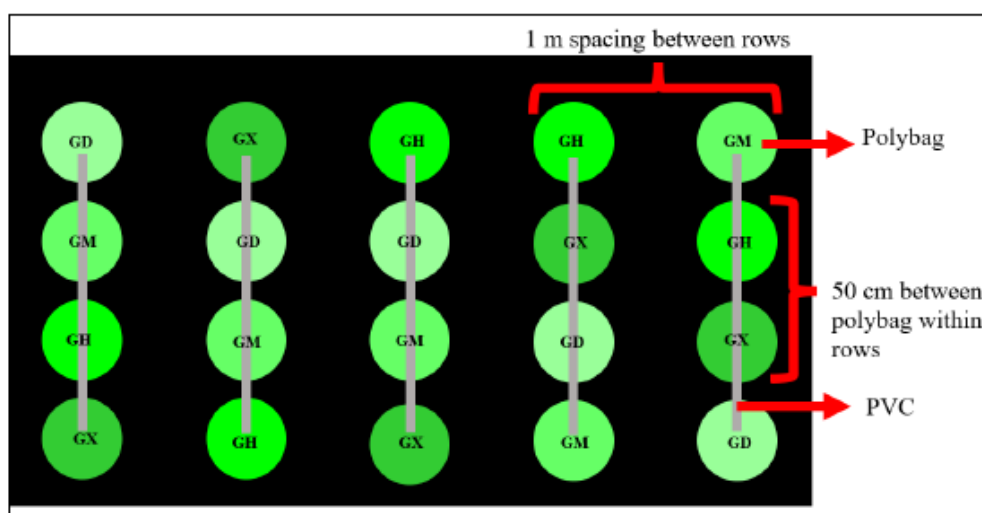 1 m spacing between rows
GD GX GH GH GM
Polybag
GM GD GD GX GH
50 cm between
polybag within
rows
GH GM GM GD GX
PVC
GX GH GX GM GD